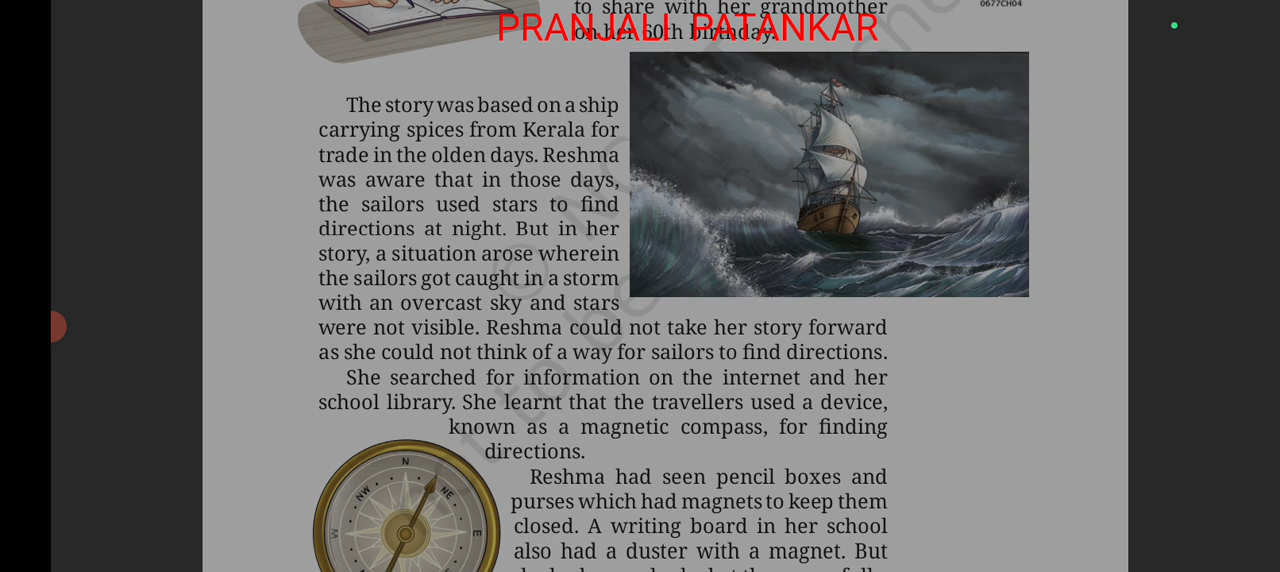 to share with her grandmother
0677CH04
PRANJALI PATANKAR
on her 60th birthday.
The story was based on a ship
carrying spices from Kerala for
trade in the olden days. Reshma
was aware that in those days,
the sailors used stars to find
directions at night. But in her
story, a situation arose wherein
the sailors got caught in a storm
with an overcast sky and stars
were not visible. Reshma could not take her story forward
as she could not think of a way for sailors to find directions.
She searched for information on the internet and her
school library. She learnt that the travellers used a device,
known as a magnetic compass, for finding
directions.
N
NW
NE
W
E
Reshma had seen pencil boxes and
purses which had magnets to keep them
closed. A writing board in her school
also had a duster with a magnet. But